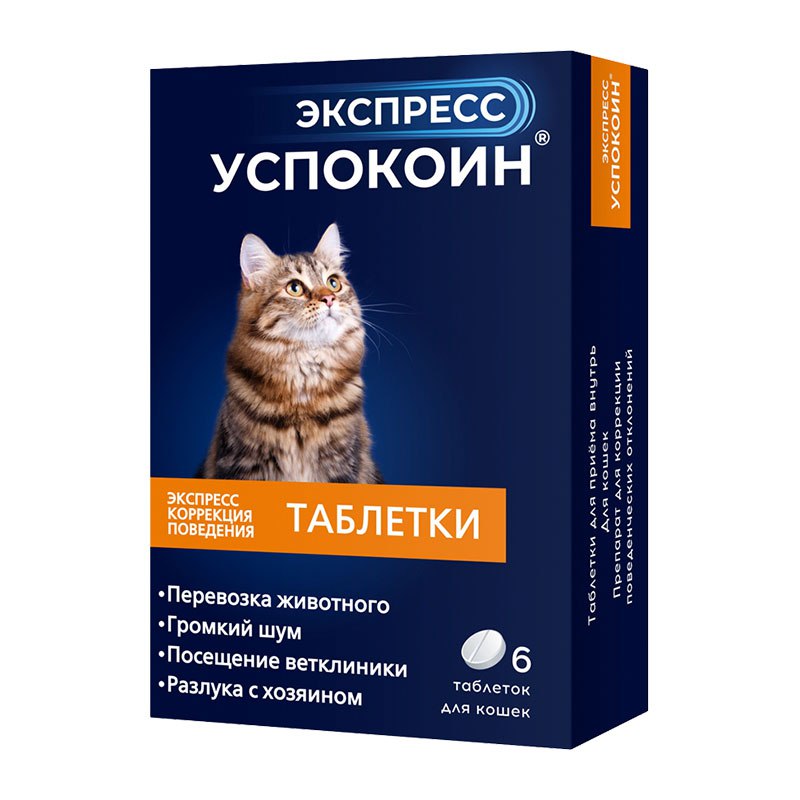 ЭКСПРЕСС
УСПОКОИН®
ЭКСПРЕСС
КОРРЕКЦИЯ
ПОВЕДЕНИЯ
ТАБЛЕТКИ
•Перевозка животного
•Громкий шум
•Посещение ветклиники
•Разлука с хозяином
6
таблеток
для кошек
ЭКСПРЕСС
УСПОКОИН®
Таблетки для приёма внутрь
Для кошек
Препарат для коррекции
поведенческих отклонений